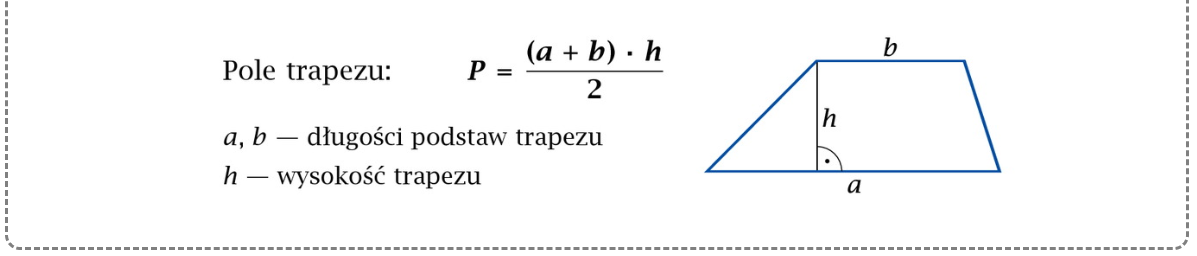 Pole trapezu: P = (a + b) · h / 2
a, b — długości podstaw trapezu
h — wysokość trapezu
b
h
a